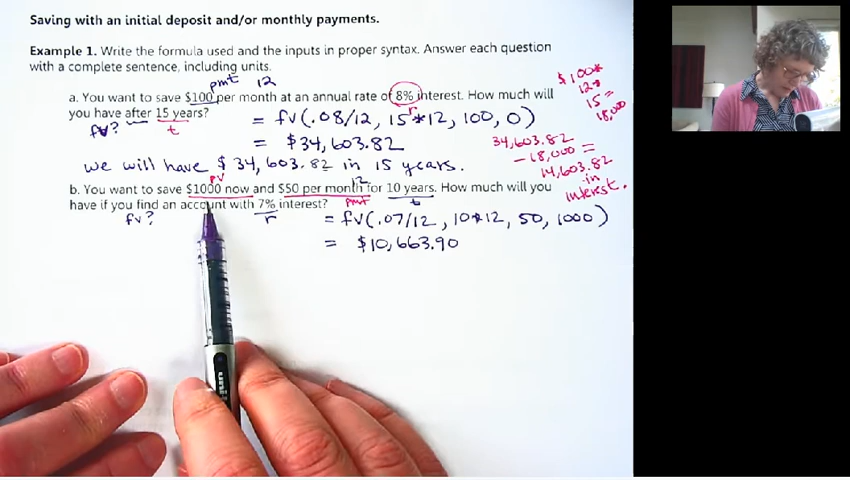 Saving with an initial deposit and/or monthly payments.
Example 1. Write the formula used and the inputs in proper syntax. Answer each question
with a complete sentence, including units.
pmt 12
a. You want to save $100 per month at an annual rate of 8% interest. How much will
r
you have after 15 years?
fv? t
= fv(.08/12, 15*12, 100, 0)
= $34,603.82
we will have $34,603.82 in 15 years.
$100*
12*
15=
18,000
34,603.82
-18,000 =
14,603.82
in
interest.
PV 12
b. You want to save $1000 now and $50 per month for 10 years. How much will you
pmt t
have if you find an account with 7% interest?
fv? r
= fv(.07/12, 10*12, 50, 1000)
= $10,663.90
uni